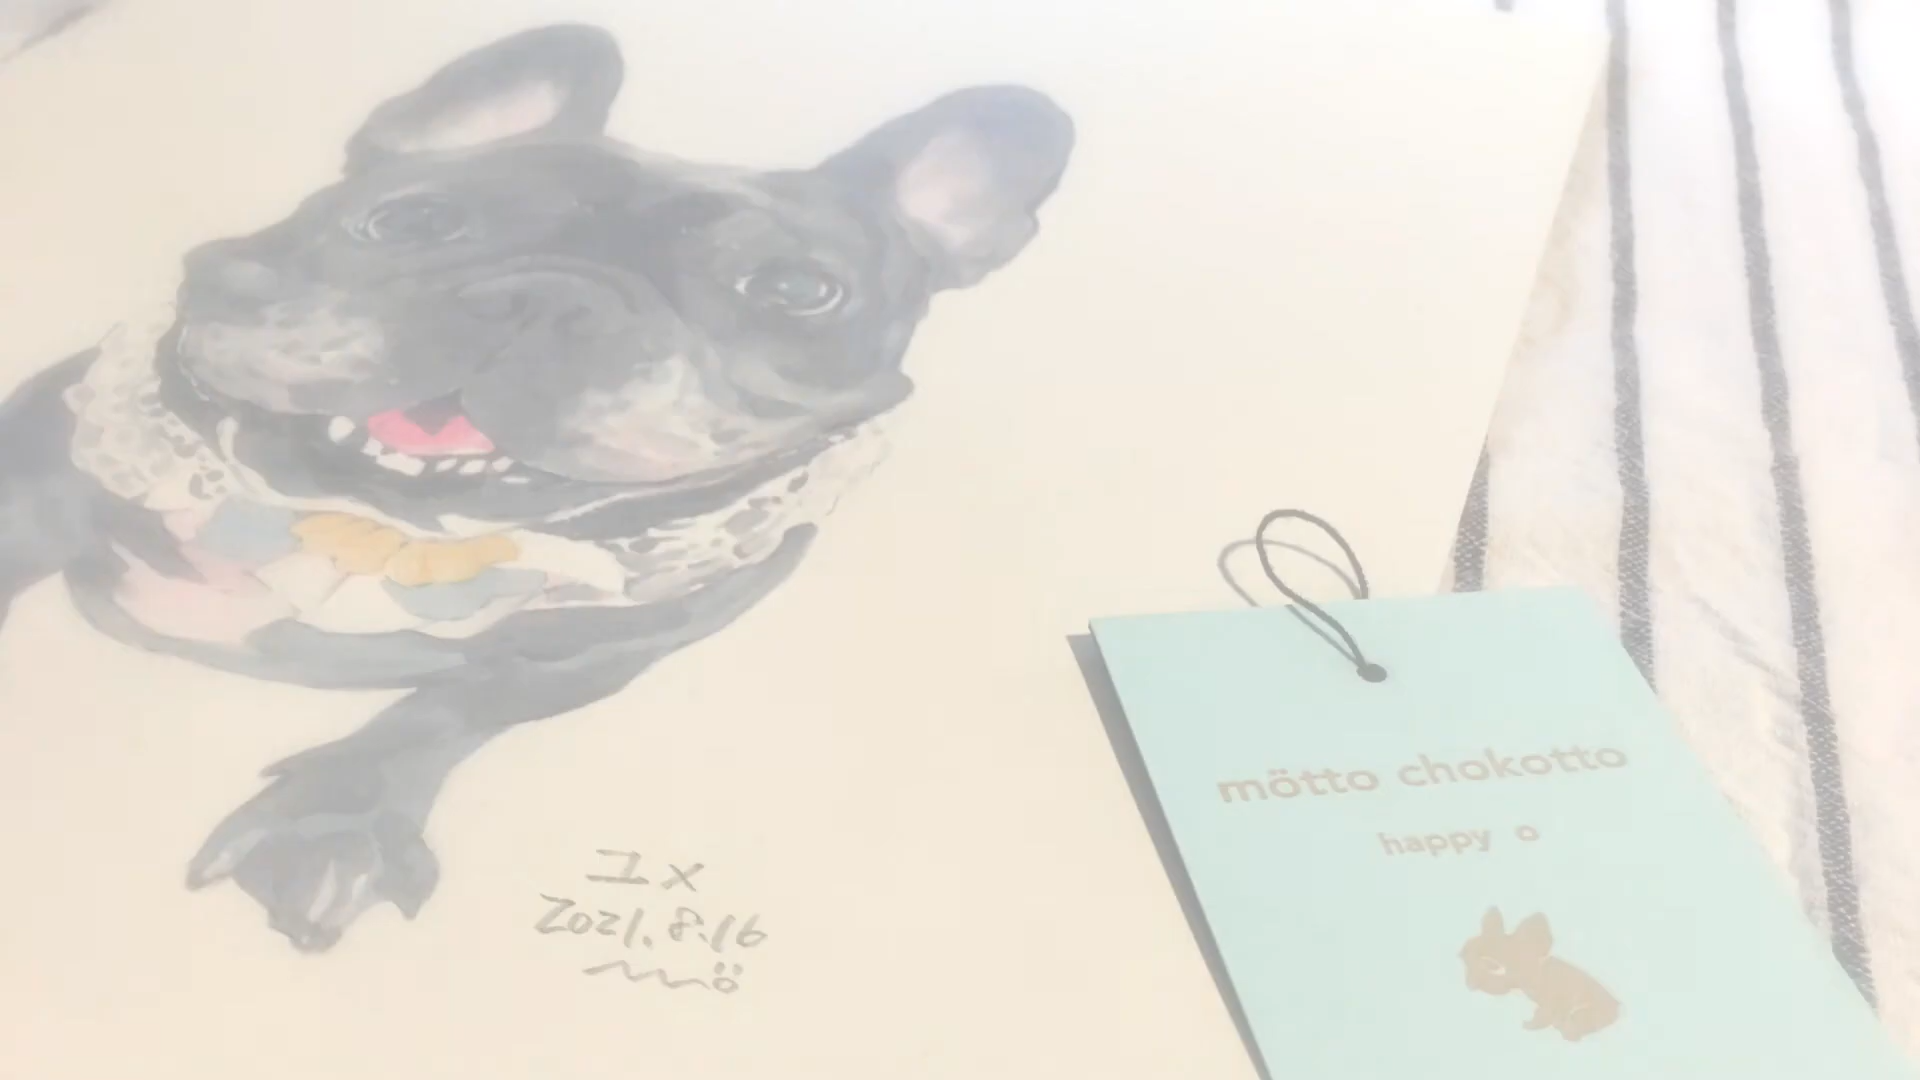 ユメ
2021.8.16
mö
mötto chokotto
happy o